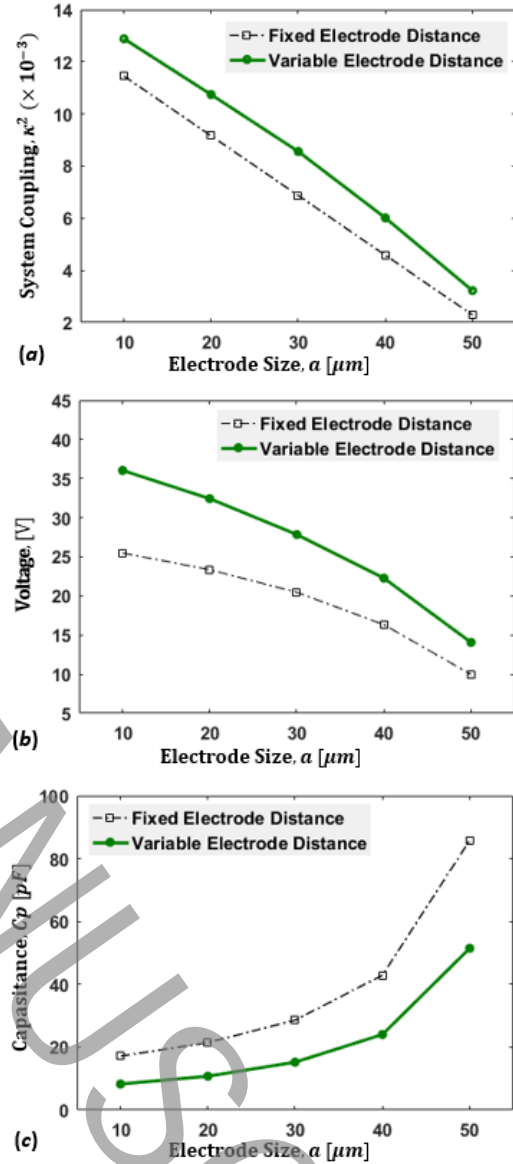 14
12
10
8
6
4
2
System Coupling, κ² (× 10⁻³)
Fixed Electrode Distance
Variable Electrode Distance
10 20 30 40 50
(a)
Electrode Size, a [μm]
45
40
35
30
25
20
15
10
5
Voltage, [V]
Fixed Electrode Distance
Variable Electrode Distance
10 20 30 40 50
(b)
Electrode Size, a [μm]
100
80
60
40
20
0
Capasitance, Cp [pF]
Fixed Electrode Distance
Variable Electrode Distance
10 20 30 40 50
(c)
Electrode Size, a [μm]